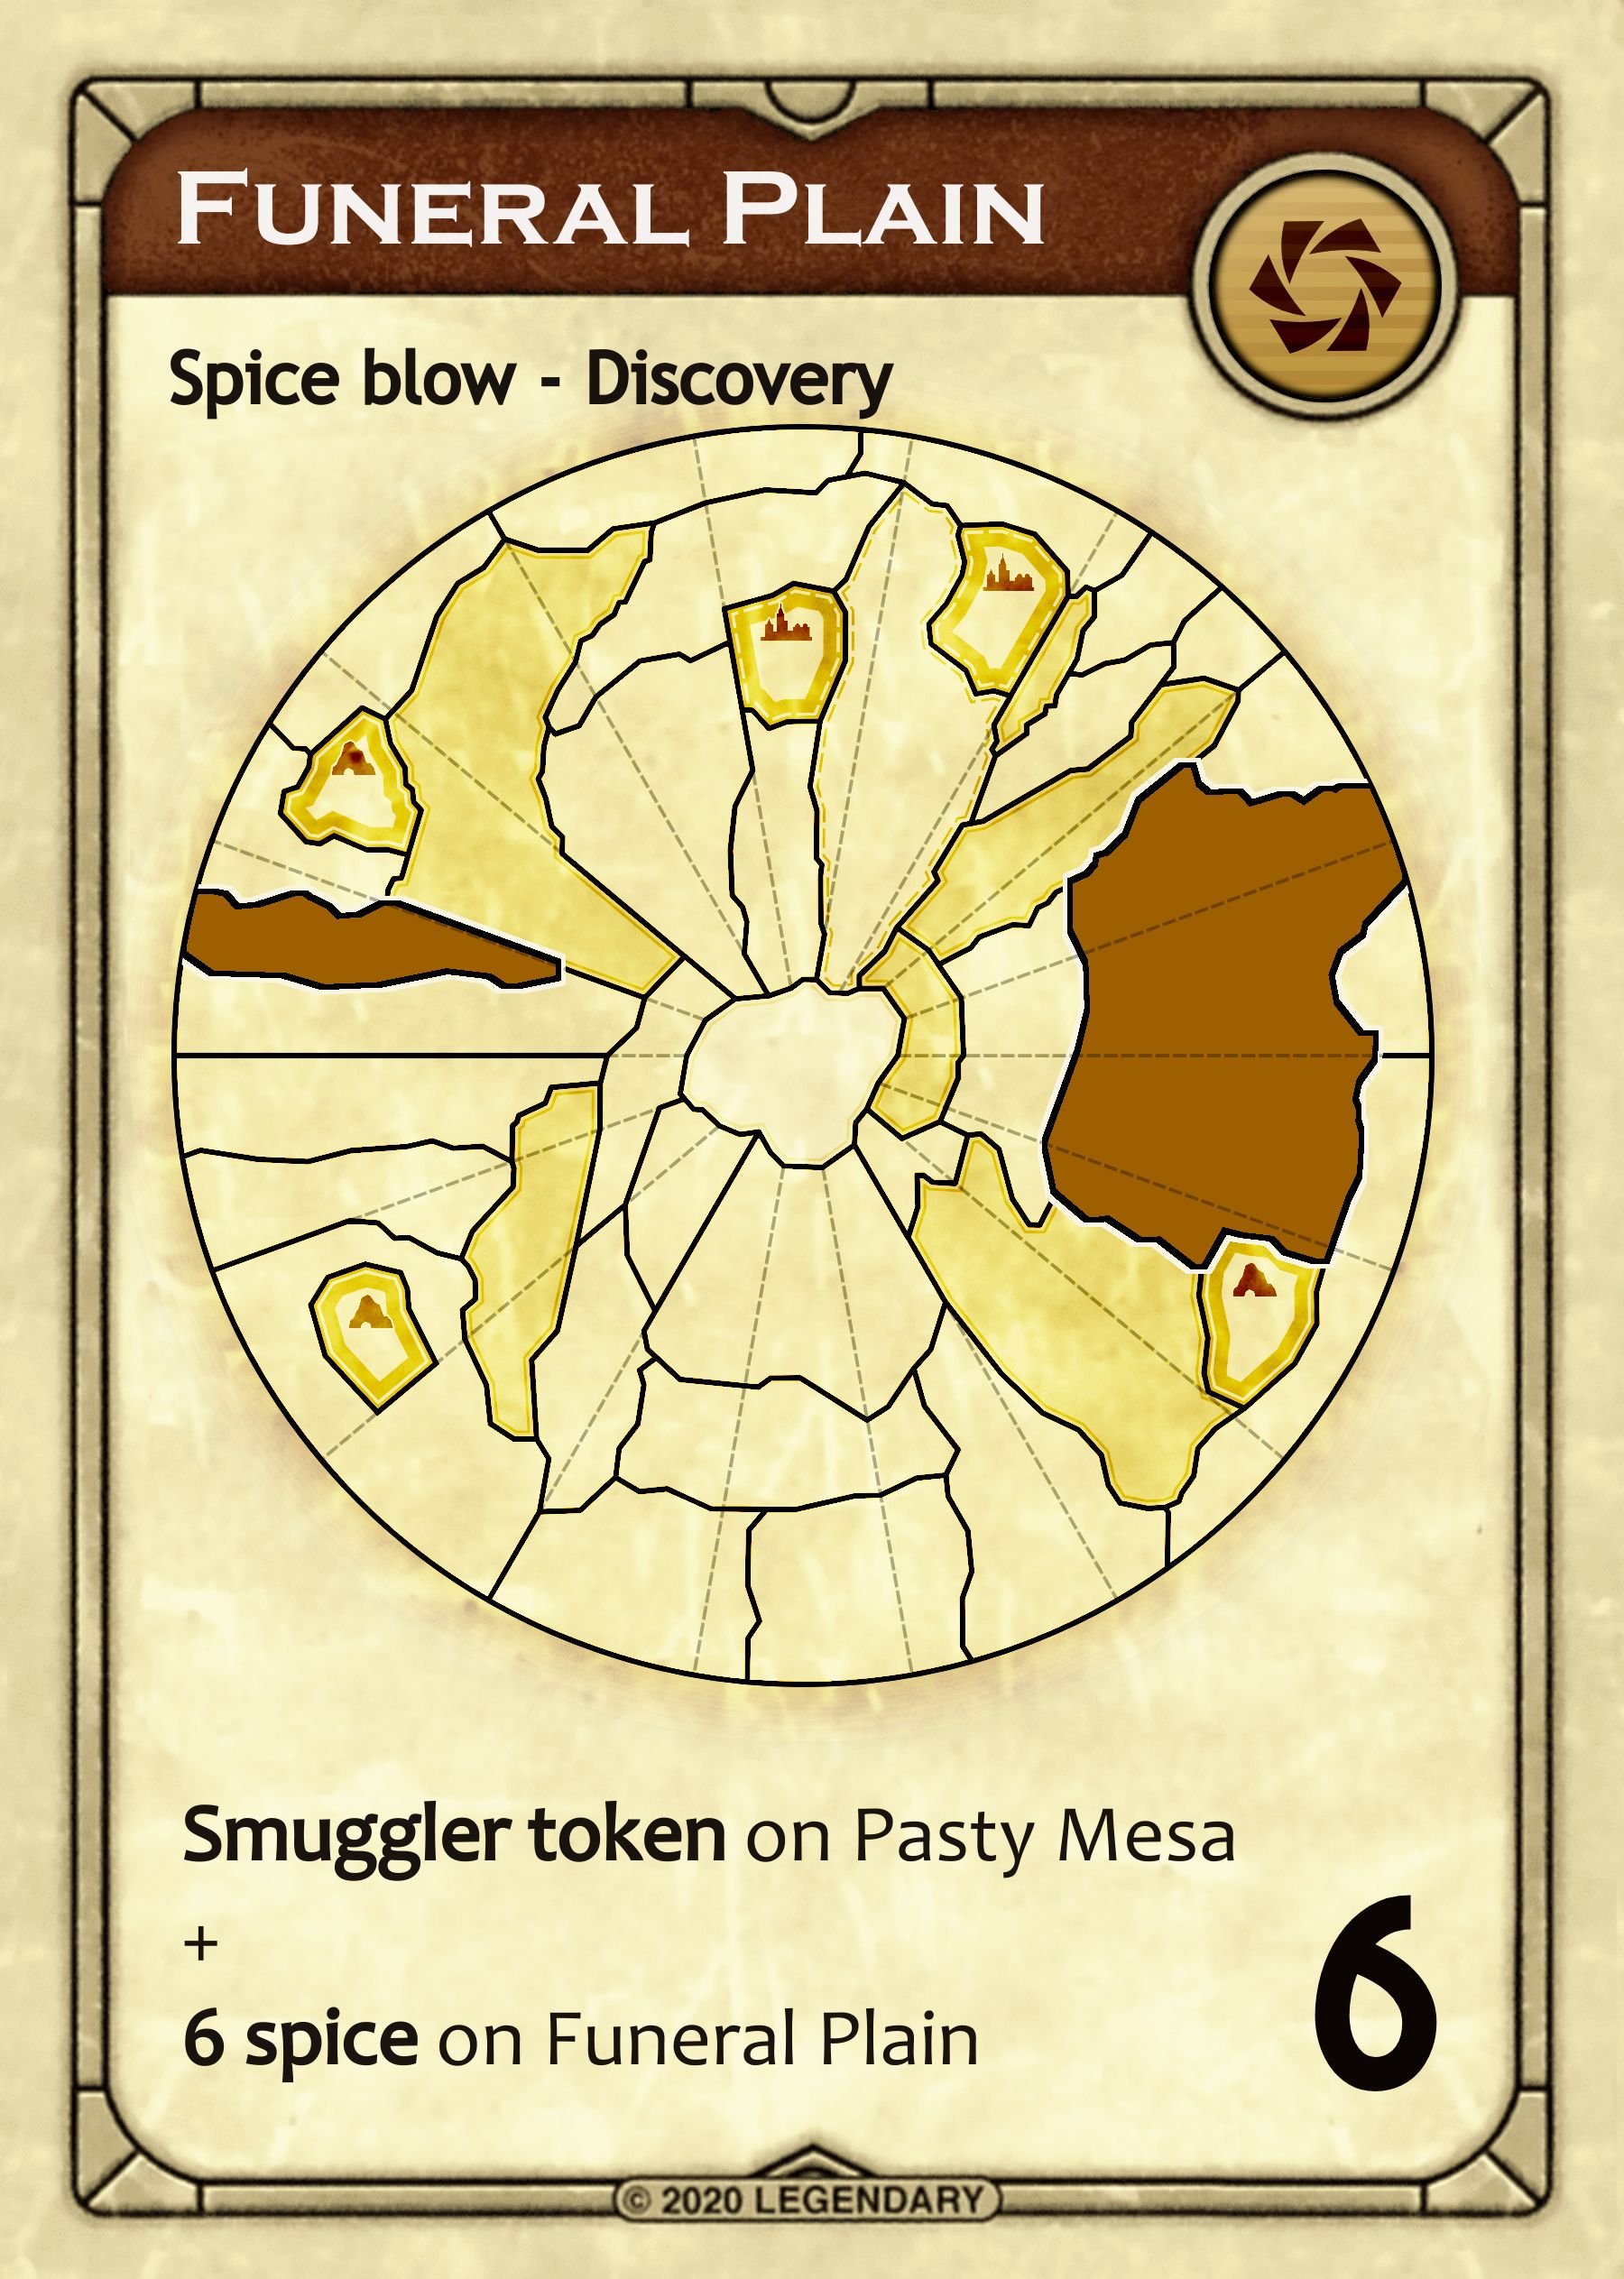 FUNERAL PLAIN
Spice blow - Discovery
Smuggler token on Pasty Mesa
+
6 spice on Funeral Plain
6
© 2020 LEGENDARY